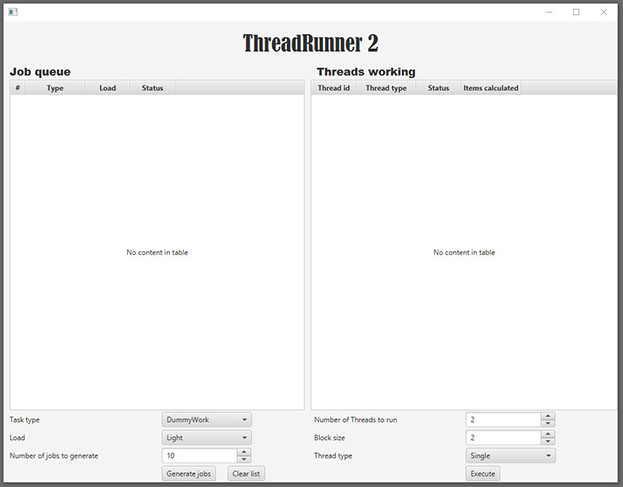 ThreadRunner 2
Job queue
# Type Load Status
No content in table
Task type DummyWork
Load Light
Number of jobs to generate 10
Generate jobs Clear list
Threads working
Thread id Thread type Status Items calculated
No content in table
Number of Threads to run 2
Block size 2
Thread type Single
Execute